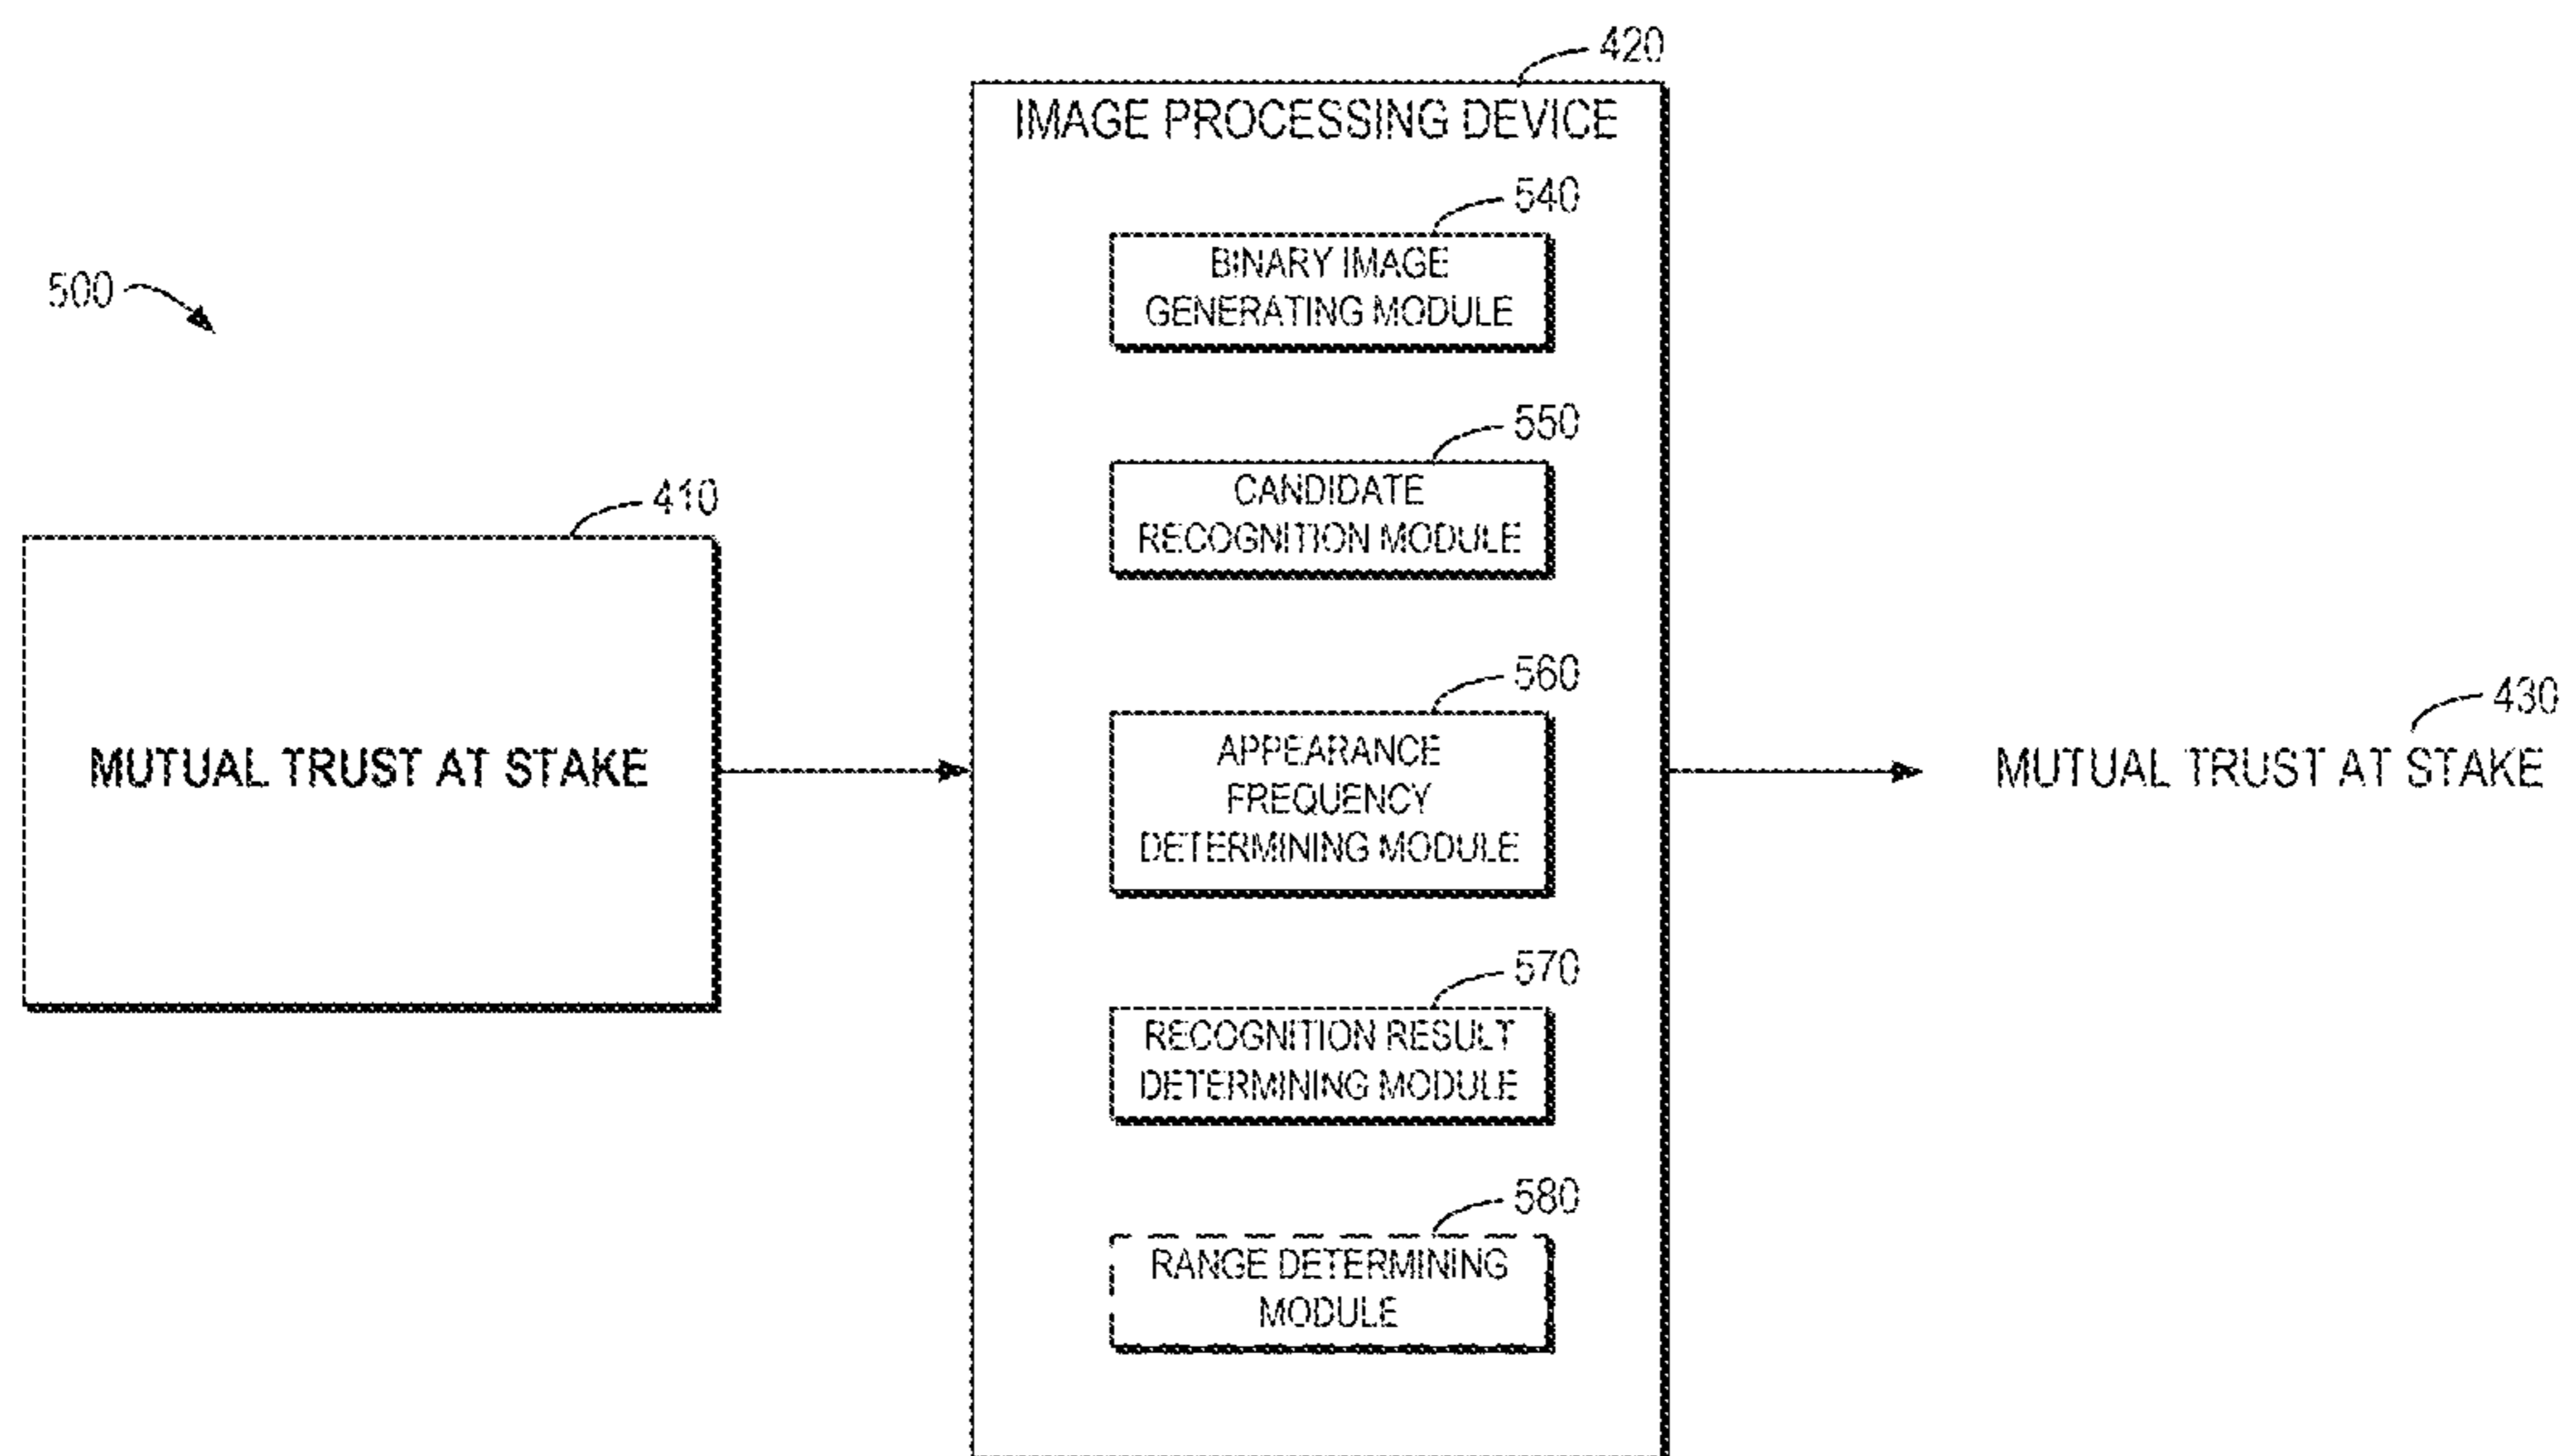 420
IMAGE PROCESSING DEVICE
540
BINARY IMAGE
GENERATING MODULE
500
550
CANDIDATE
RECOGNITION MODULE
410
560
APPEARANCE
FREQUENCY
DETERMINING MODULE
430
MUTUAL TRUST AT STAKE
MUTUAL TRUST AT STAKE
570
RECOGNITION RESULT
DETERMINING MODULE
580
RANGE DETERMINING
MODULE